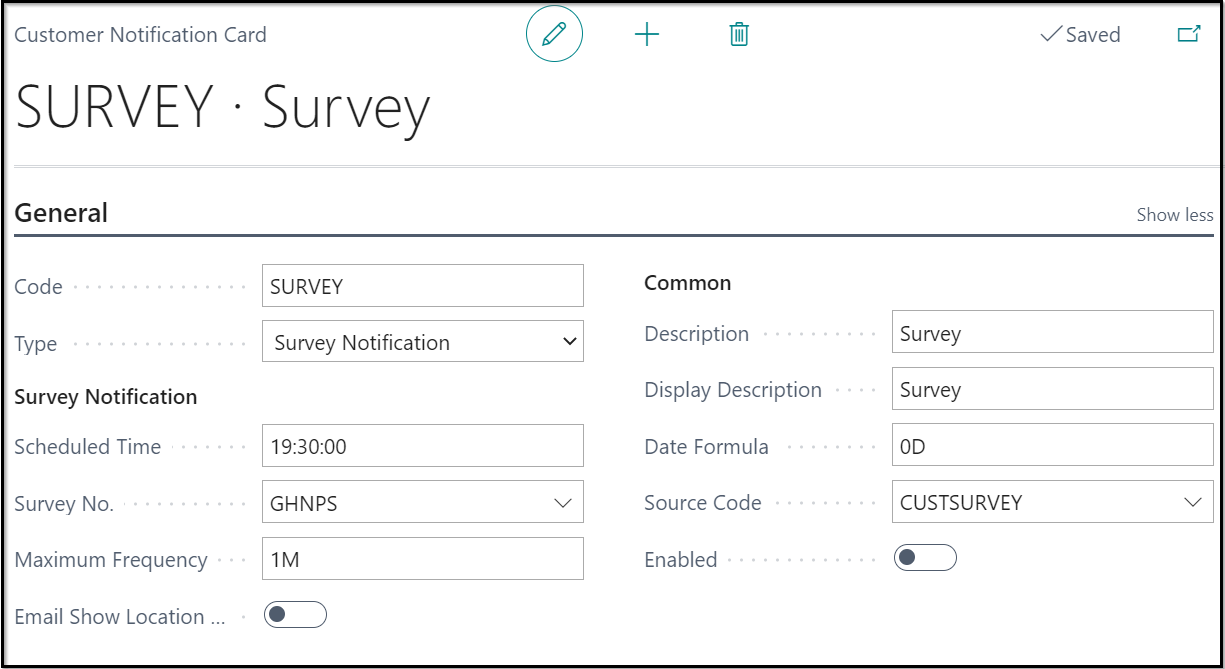 Customer Notification Card
Saved
SURVEY · Survey
General
Show less
Code
SURVEY
Type
Survey Notification
Survey Notification
Scheduled Time
19:30:00
Survey No.
GHNPS
Maximum Frequency
1M
Email Show Location ...
Common
Description
Survey
Display Description
Survey
Date Formula
0D
Source Code
CUSTSURVEY
Enabled